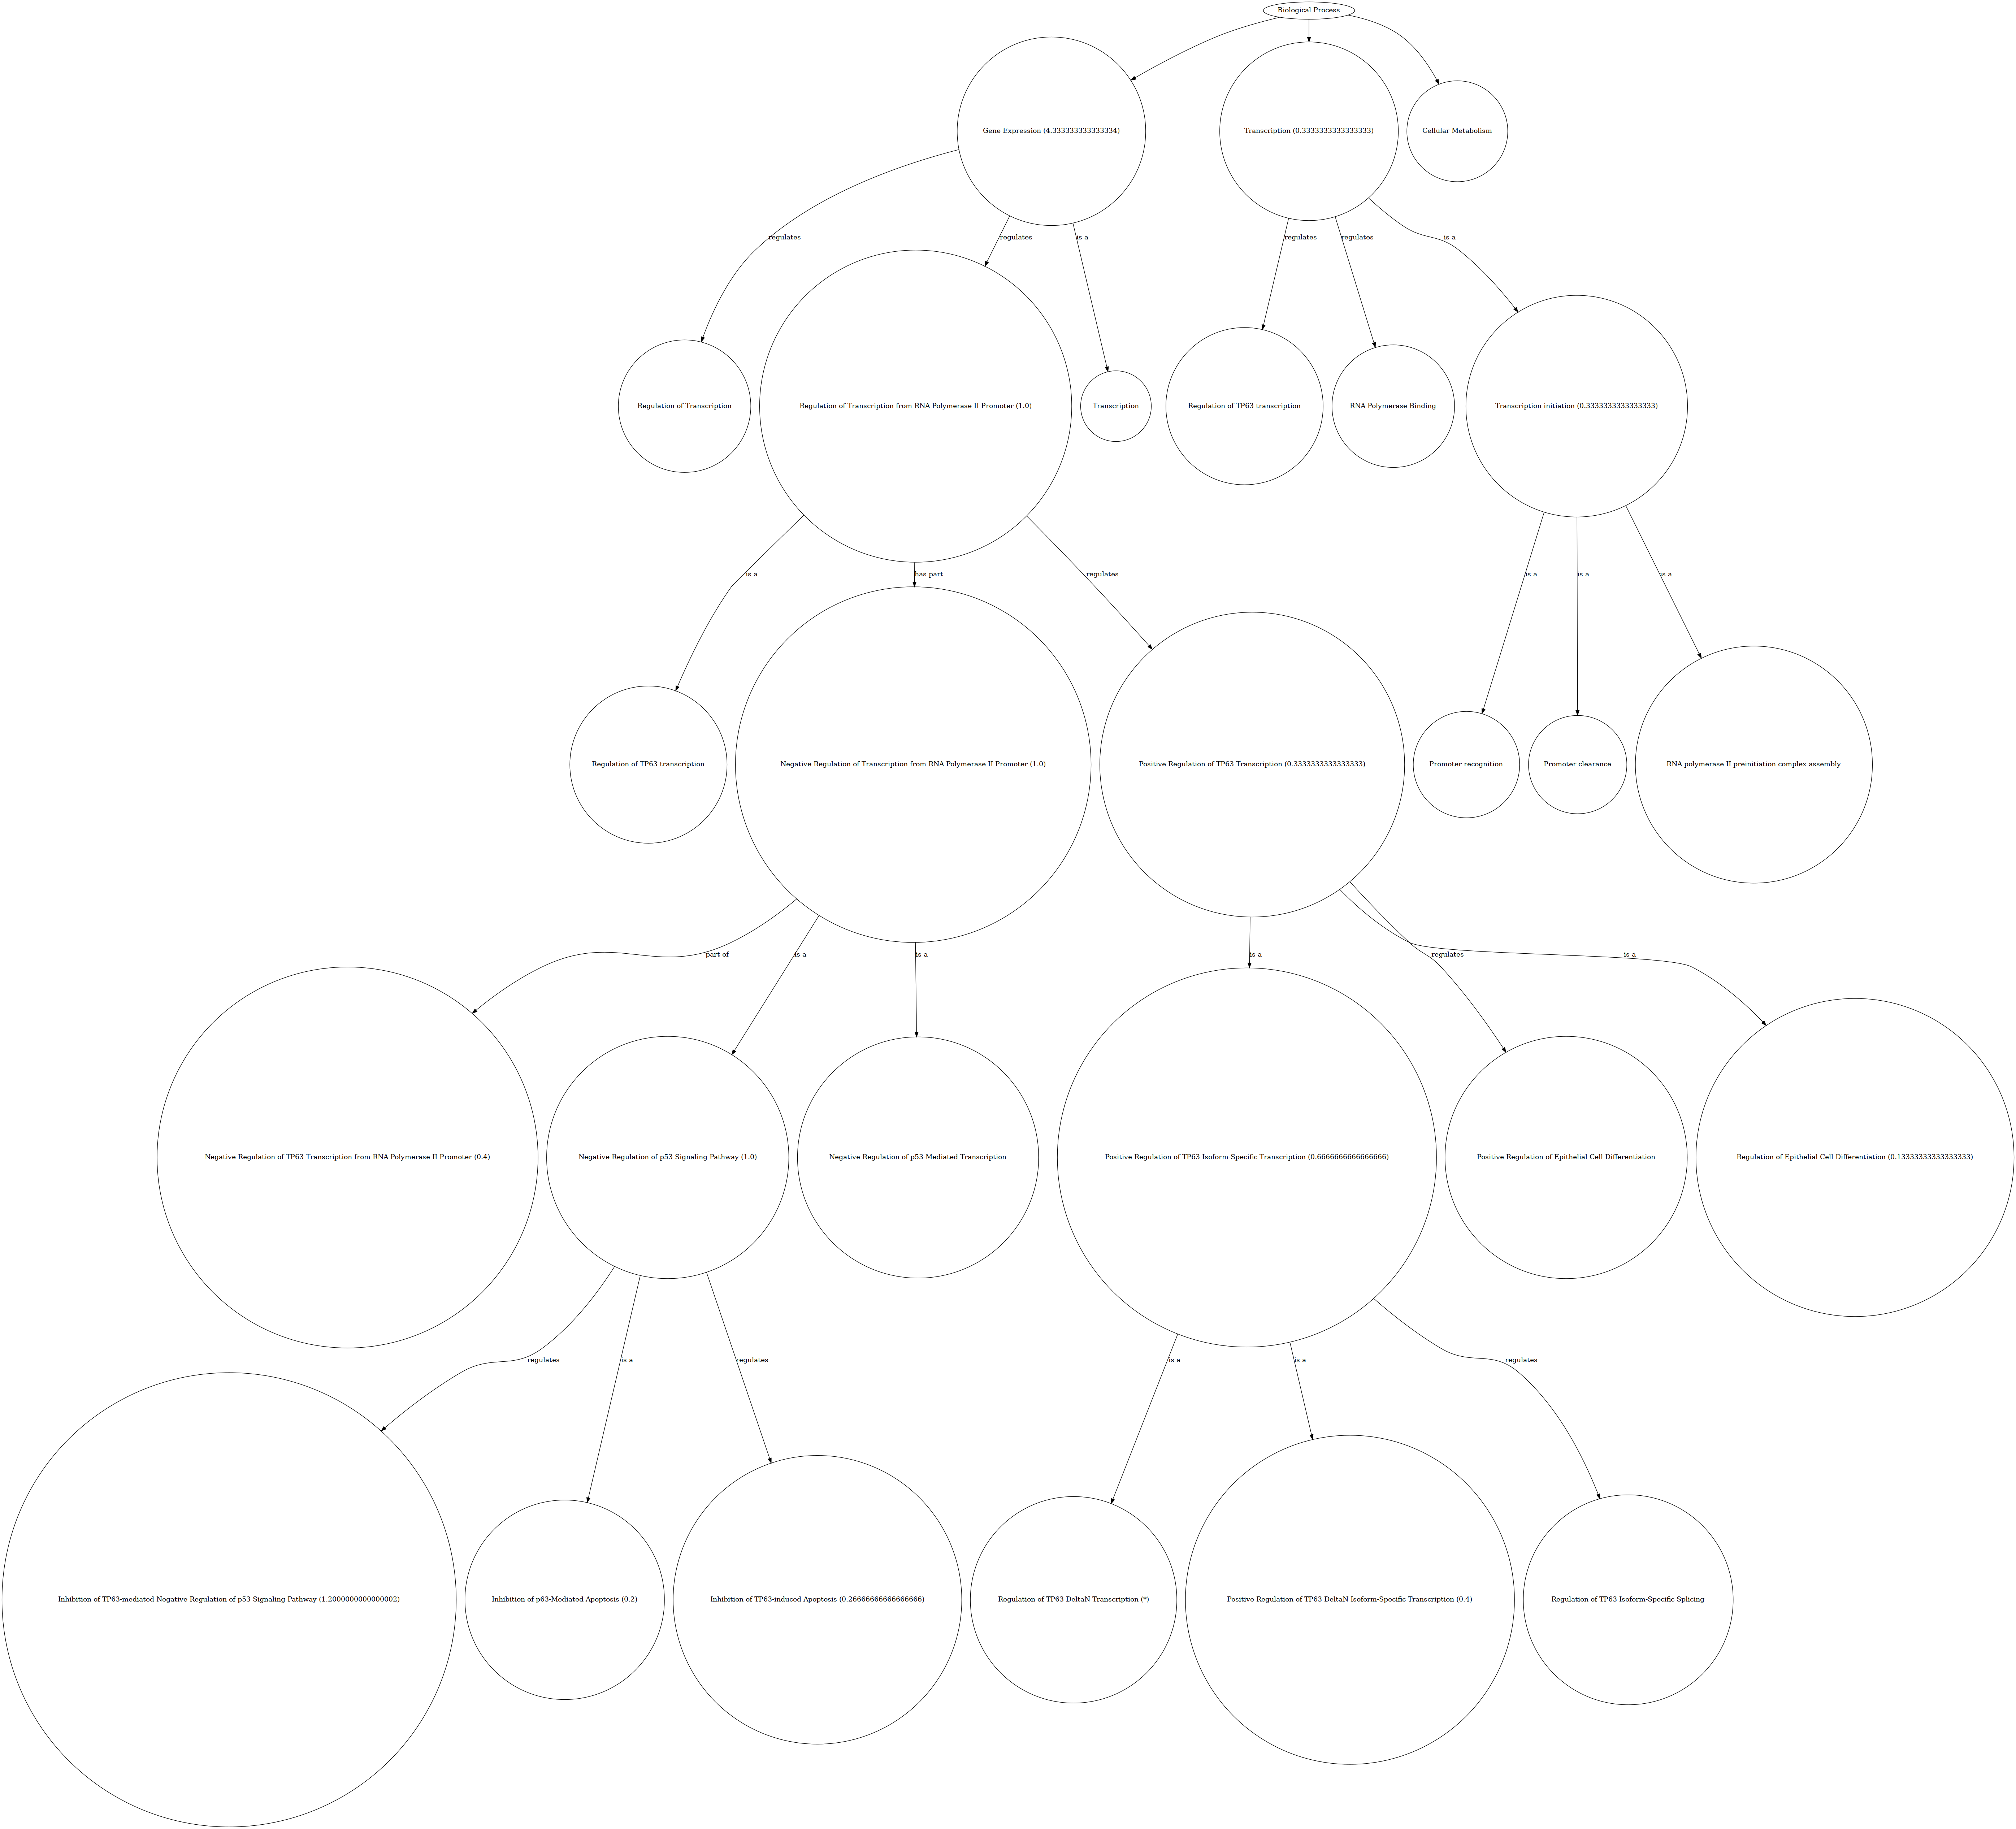 Biological Process
Gene Expression (4.333333333333334)
Transcription (0.3333333333333333)
Cellular Metabolism
regulates
regulates
is a
regulates
regulates
is a
Regulation of Transcription
Regulation of Transcription from RNA Polymerase II Promoter (1.0)
Transcription
Regulation of TP63 transcription
RNA Polymerase Binding
Transcription initiation (0.3333333333333333)
is a
has part
regulates
is a
is a
is a
Regulation of TP63 transcription
Negative Regulation of Transcription from RNA Polymerase II Promoter (1.0)
Positive Regulation of TP63 Transcription (0.3333333333333333)
Promoter recognition
Promoter clearance
RNA polymerase II preinitiation complex assembly
part of
is a
is a
is a
regulates
is a
Negative Regulation of TP63 Transcription from RNA Polymerase II Promoter (0.4)
Negative Regulation of p53 Signaling Pathway (1.0)
Negative Regulation of p53-Mediated Transcription
Positive Regulation of TP63 Isoform-Specific Transcription (0.6666666666666666)
Positive Regulation of Epithelial Cell Differentiation
Regulation of Epithelial Cell Differentiation (0.13333333333333333)
regulates
is a
regulates
is a
is a
regulates
Inhibition of TP63-mediated Negative Regulation of p53 Signaling Pathway (1.2000000000000002)
Inhibition of p63-Mediated Apoptosis (0.2)
Inhibition of TP63-induced Apoptosis (0.26666666666666666)
Regulation of TP63 DeltaN Transcription (*)
Positive Regulation of TP63 DeltaN Isoform-Specific Transcription (0.4)
Regulation of TP63 Isoform-Specific Splicing